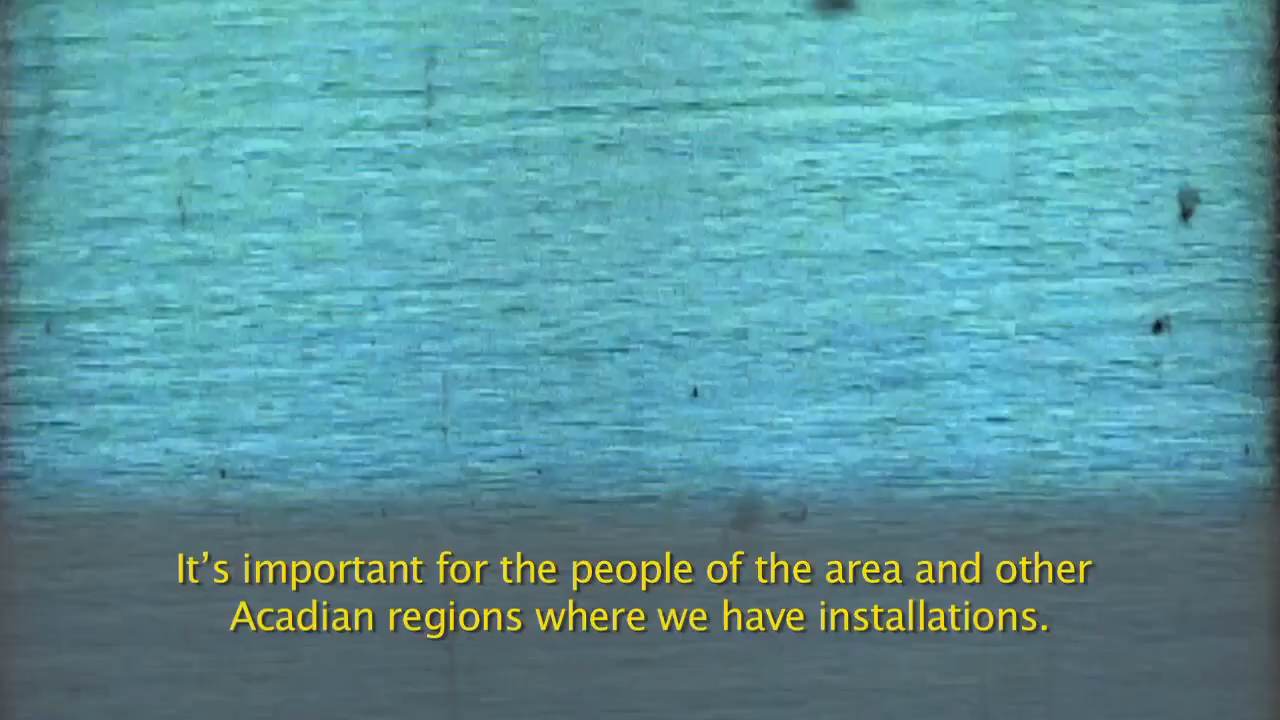 It’s important for the people of the area and other
Acadian regions where we have installations.